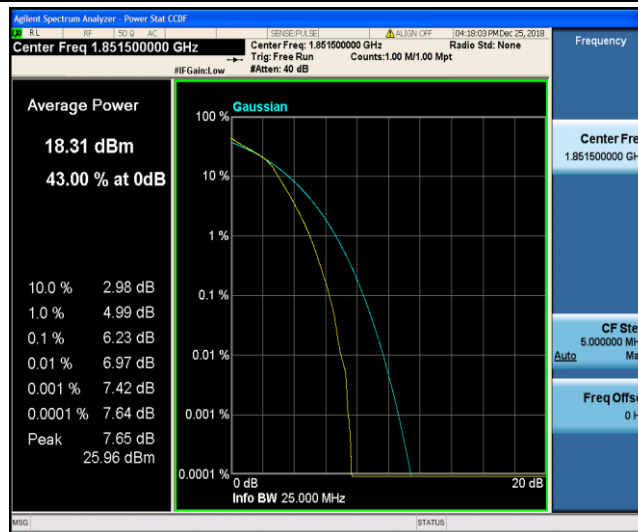 Agilent Spectrum Analyzer - Power Stat CCDF
RL RF 50 Ω AC SENSE:PULSE ALIGN OFF 04:18:03 PM Dec 25, 2018
Center Freq 1.851500000 GHz
Center Freq: 1.851500000 GHz Radio Std: None
Trig: Free Run Counts:1.00 M/1.00 Mpt
#IFGain:Low #Atten: 40 dB
Frequency
Average Power
18.31 dBm
43.00 % at 0dB
10.0 % 2.98 dB
1.0 % 4.99 dB
0.1 % 6.23 dB
0.01 % 6.97 dB
0.001 % 7.42 dB
0.0001 % 7.64 dB
Peak 7.65 dB
25.96 dBm
Gaussian
100 %
10 %
1 %
0.1 %
0.01 %
0.001 %
0.0001 %
0 dB 20 dB
Info BW 25.000 MHz
Center Fre
1.851500000 GH
CF Ste
5.000000 MH
Auto Ma
Freq Offs
0 H
MSG STATUS